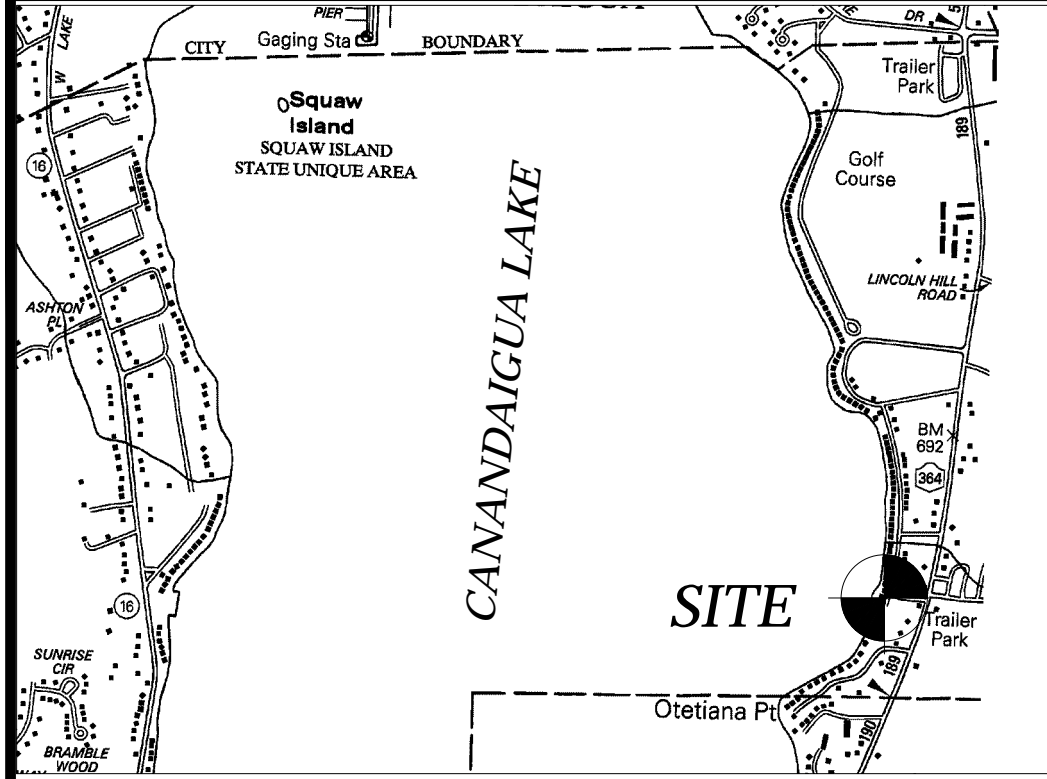 PIER
Gaging Sta
LAKE
W
CITY
BOUNDARY
DR
5
Trailer
Park
189
Squaw
Island
SQUAW ISLAND
STATE UNIQUE AREA
16
Golf
Course
CANANDAIGUA LAKE
LINCOLN HILL
ROAD
ASHTON
PL
BM
692
364
16
SITE
Trailer
Park
SUNRISE
CIR
189
Otetiana Pt
190
BRAMBLE
WOOD
WAY